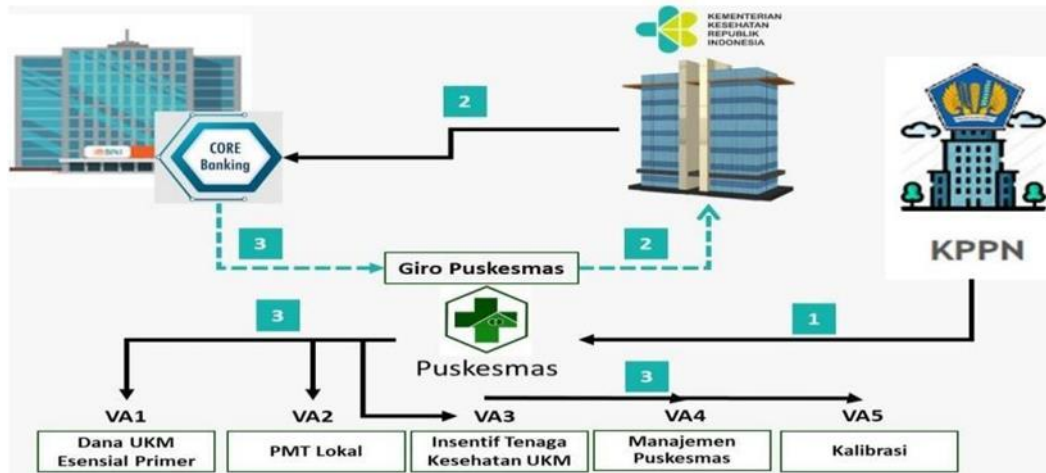 KEMENTERIAN
KESEHATAN
REPUBLIK
INDONESIA
2
CORE
Banking
BNI
3
Giro Puskesmas
2
KPPN
3
1
Puskesmas
3
VA1
VA2
VA3
VA4
VA5
Dana UKM
Esensial Primer
PMT Lokal
Insentif Tenaga
Kesehatan UKM
Manajemen
Puskesmas
Kalibrasi